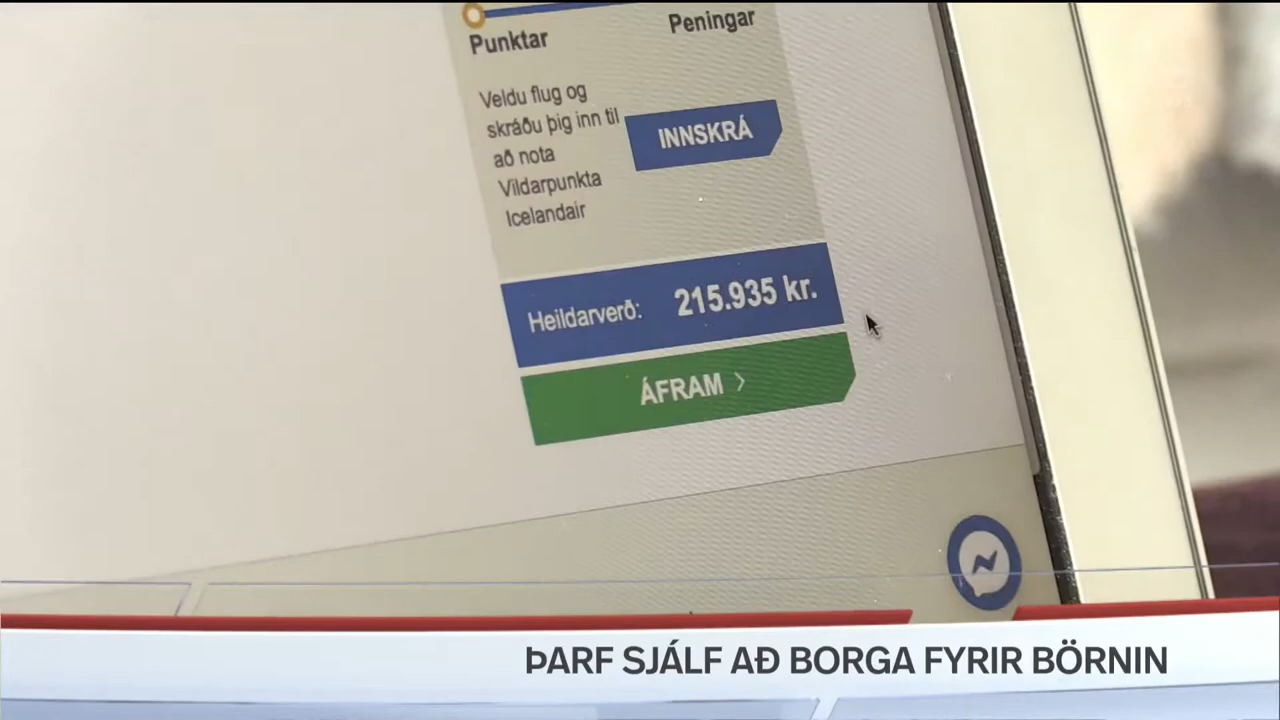 Punktar
Peningar
Veldu flug og
skráðu þig inn til
að nota
Vildarpunkta
Icelandair
INNSKRÁ
Heildarverð:
215.935 kr.
ÁFRAM >
ÞARF SJÁLF AÐ BORGA FYRIR BÖRNIN